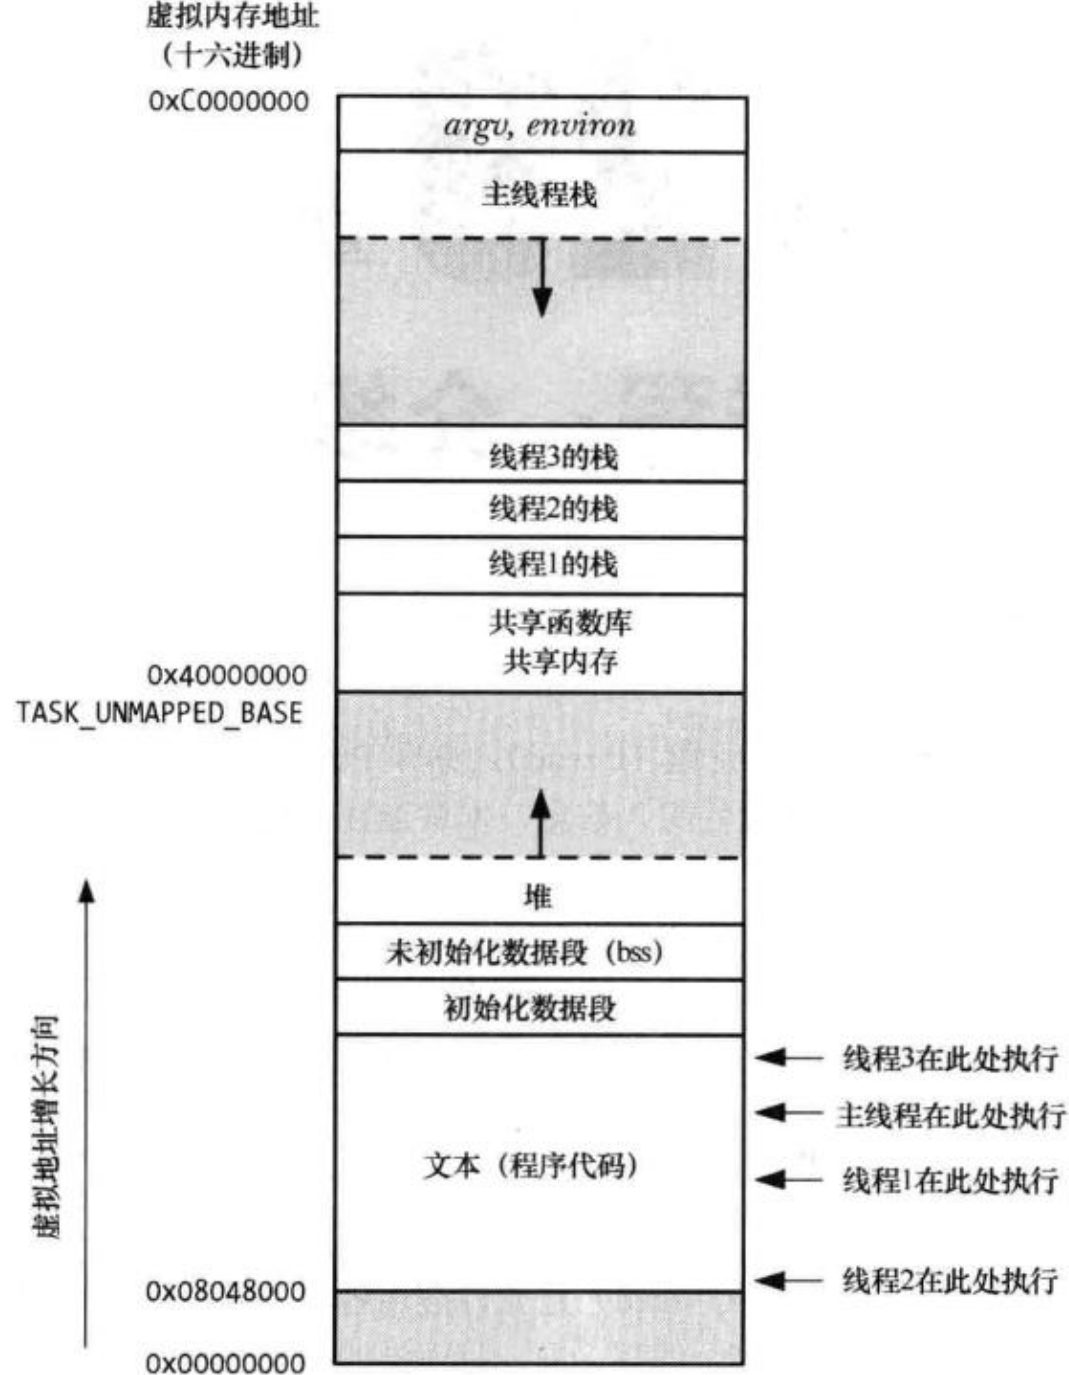 虚拟内存地址
（十六进制）
0xC0000000
argv, environ
主线程栈
线程3的栈
线程2的栈
线程1的栈
共享函数库
共享内存
0x40000000
TASK_UNMAPPED_BASE
堆
未初始化数据段（bss）
初始化数据段
线程3在此处执行
主线程在此处执行
文本（程序代码）
线程1在此处执行
线程2在此处执行
虚拟地址增长方向
0x08048000
0x00000000